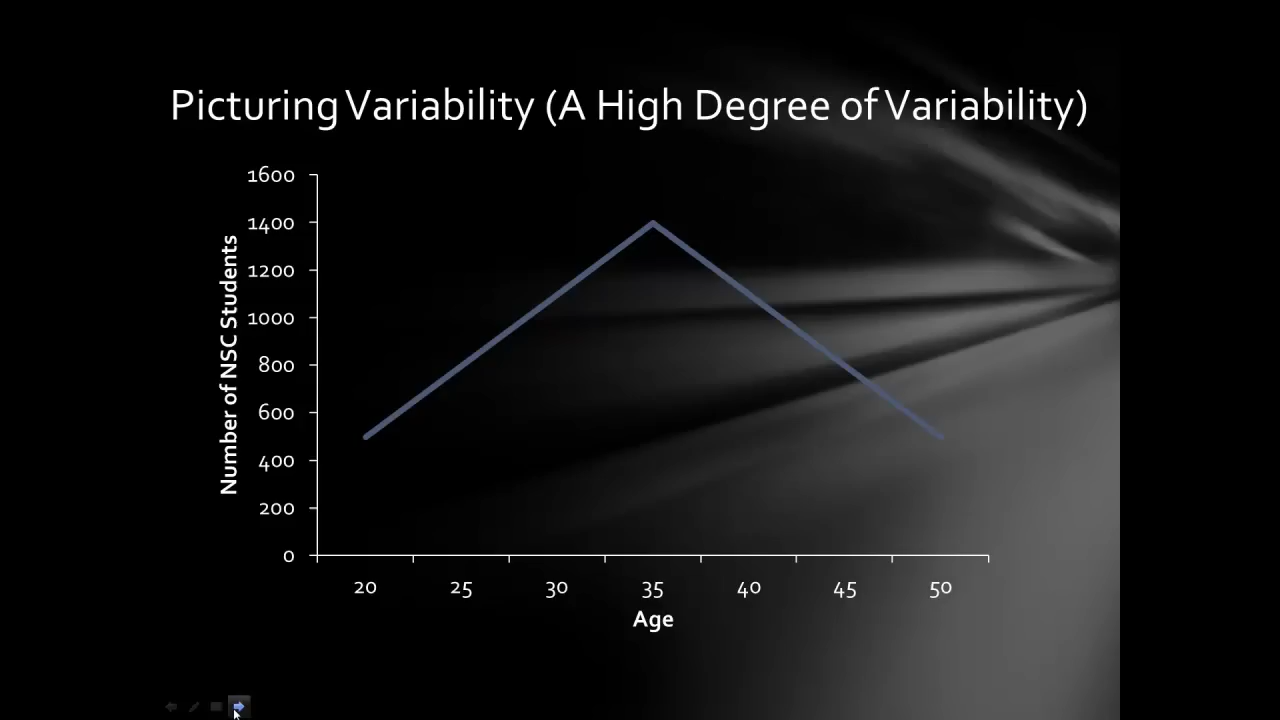 Picturing Variability (A High Degree of Variability)
Number of NSC Students
1600
1400
1200
1000
800
600
400
200
0
20 25 30 35 40 45 50
Age